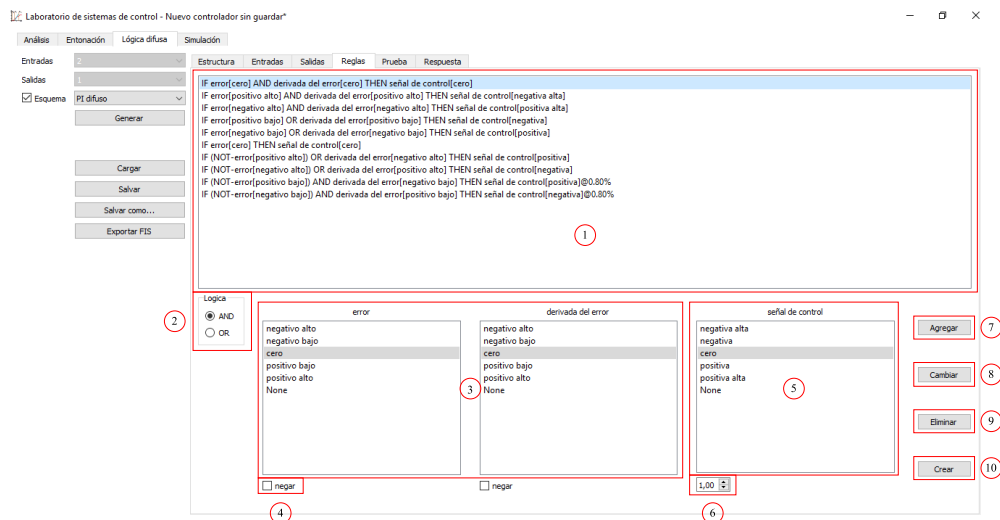 Laboratorio de sistemas de control - Nuevo controlador sin guardar*
Análisis Entonación Lógica difusa Simulación
Entradas 2
Salidas 1
Esquema PI difuso
Generar
Cargar
Salvar
Salvar como...
Exportar FIS
Estructura Entradas Salidas Reglas Prueba Respuesta
IF error[cero] AND derivada del error[cero] THEN señal de control[cero]
IF error[positivo alto] AND derivada del error[positivo alto] THEN señal de control[negativa alta]
IF error[negativo alto] AND derivada del error[negativo alto] THEN señal de control[positiva alta]
IF error[positivo bajo] OR derivada del error[positivo bajo] THEN señal de control[negativa]
IF error[negativo bajo] OR derivada del error[negativo bajo] THEN señal de control[positiva]
IF error[cero] THEN señal de control[cero]
IF (NOT-error[positivo alto]) OR derivada del error[negativo alto] THEN señal de control[positiva]
IF (NOT-error[negativo alto]) OR derivada del error[positivo alto] THEN señal de control[negativa]
IF (NOT-error[positivo bajo]) AND derivada del error[negativo bajo] THEN señal de control[positiva]@0.80%
IF (NOT-error[negativo bajo]) AND derivada del error[positivo bajo] THEN señal de control[negativa]@0.80%
1
Logica
AND
OR
2
error
negativo alto
negativo bajo
cero
positivo bajo
positivo alto
None
derivada del error
negativo alto
negativo bajo
cero
positivo bajo
positivo alto
None
3
negar
negar
4
señal de control
negativa alta
negativa
cero
positiva
positiva alta
None
5
1,00
6
Agregar 7
Cambiar 8
Eliminar 9
Crear 10